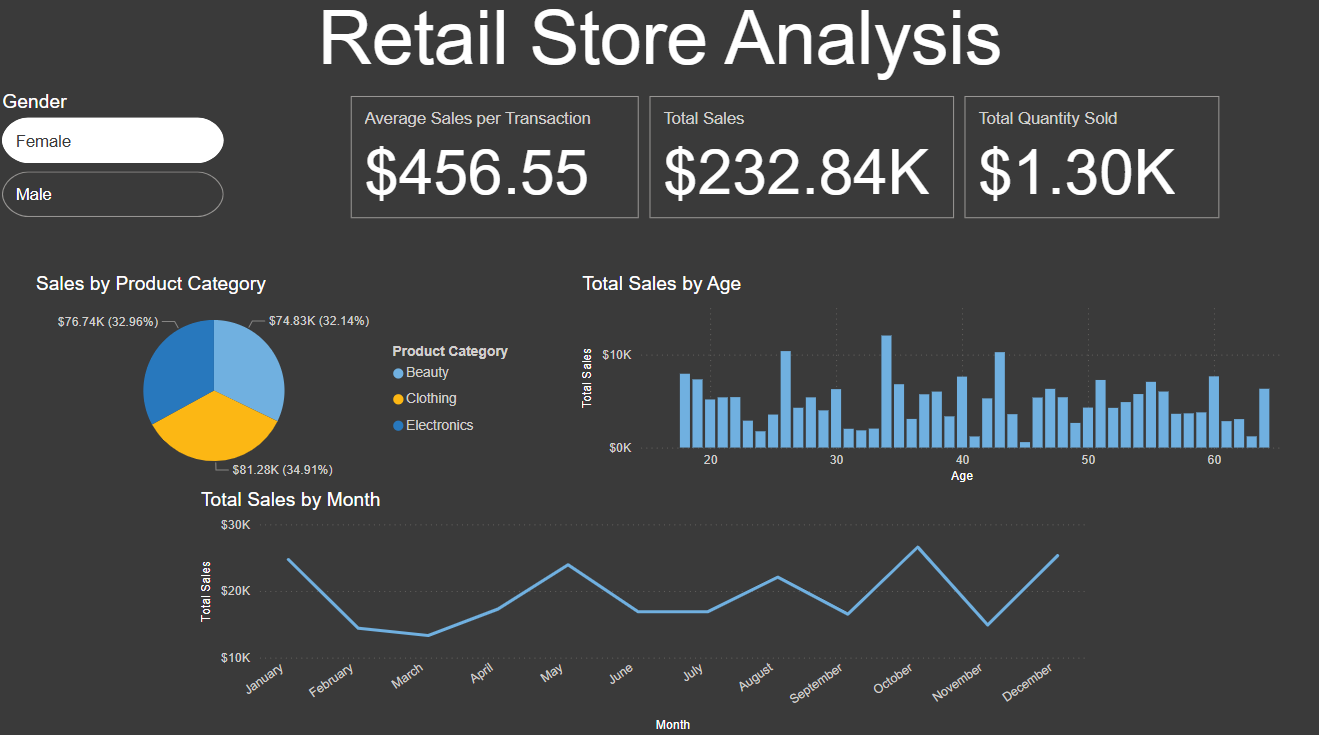 Retail Store Analysis
Gender
Female
Male
Average Sales per Transaction
$456.55
Total Sales
$232.84K
Total Quantity Sold
$1.30K
Sales by Product Category
$76.74K (32.96%)
$74.83K (32.14%)
$81.28K (34.91%)
Product Category
Beauty
Clothing
Electronics
Total Sales by Age
Total Sales
$10K
$0K
20
30
40
50
60
Age
Total Sales by Month
Total Sales
$30K
$20K
$10K
January
February
March
April
May
June
July
August
September
October
November
December
Month